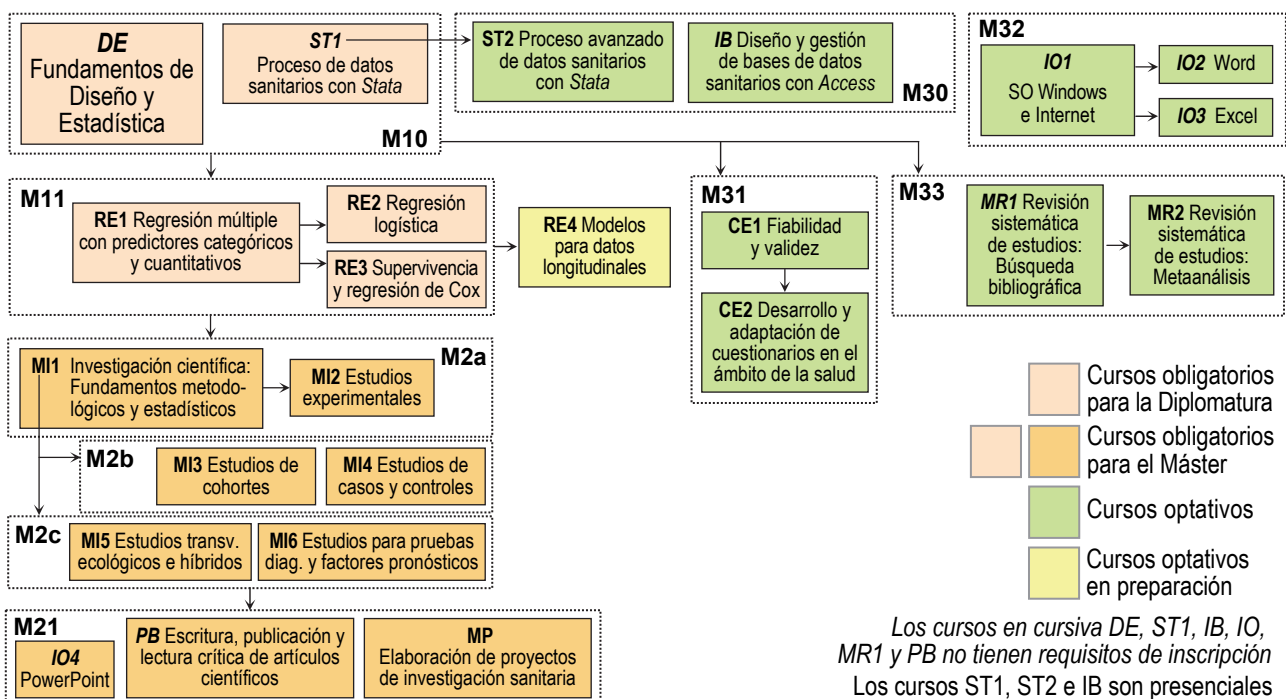 DE
Fundamentos de
Diseño y
Estadística
ST1
Proceso de datos
sanitarios con Stata
M10
ST2 Proceso avanzado
de datos sanitarios
con Stata
IB Diseño y gestión
de bases de datos
sanitarios con Access
M30
M32
IO1
SO Windows
e Internet
IO2 Word
IO3 Excel
M11
RE1 Regresión múltiple
con predictores categóricos
y cuantitativos
RE2 Regresión
logística
RE3 Supervivencia
y regresión de Cox
RE4 Modelos
para datos
longitudinales
M31
CE1 Fiabilidad
y validez
CE2 Desarrollo y
adaptación de
cuestionarios en el
ámbito de la salud
M33
MR1 Revisión
sistemática
de estudios:
Búsqueda
bibliográfica
MR2 Revisión
sistemática
de estudios:
Metaanálisis
M2a
MI1 Investigación científica:
Fundamentos metodo-
lógicos y estadísticos
MI2 Estudios
experimentales
M2b
MI3 Estudios de
cohortes
MI4 Estudios de
casos y controles
M2c
MI5 Estudios transv.
ecológicos e híbridos
MI6 Estudios para pruebas
diag. y factores pronósticos
M21
IO4
PowerPoint
PB Escritura, publicación y
lectura crítica de artículos
científicos
MP
Elaboración de proyectos
de investigación sanitaria
Cursos obligatorios
para la Diplomatura
Cursos obligatorios
para el Máster
Cursos optativos
Cursos optativos
en preparación
Los cursos en cursiva DE, ST1, IB, IO,
MR1 y PB no tienen requisitos de inscripción
Los cursos ST1, ST2 e IB son presenciales